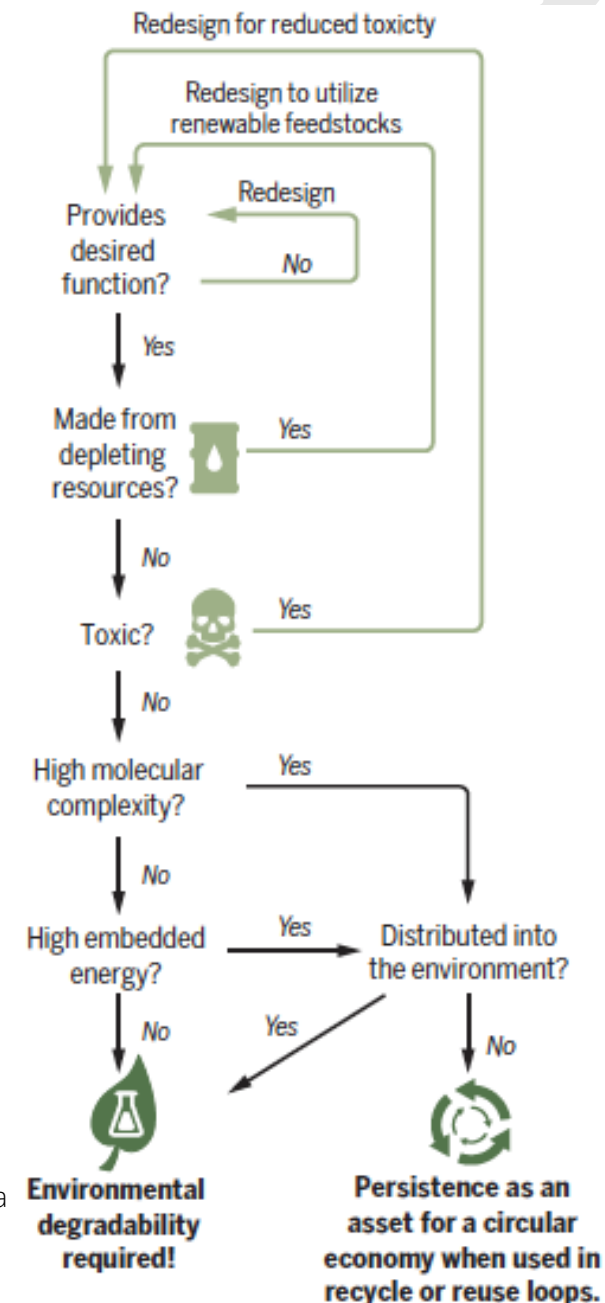 Redesign for reduced toxicty
Redesign to utilize
renewable feedstocks
Redesign
Provides
desired
function?
No
Yes
Made from
depleting
resources?
Yes
No
Toxic?
Yes
No
High molecular
complexity?
Yes
No
High embedded
energy?
Yes
Distributed into
the environment?
No
Yes
No
a
Environmental
degradability
required!
Persistence as an
asset for a circular
economy when used in
recycle or reuse loops.